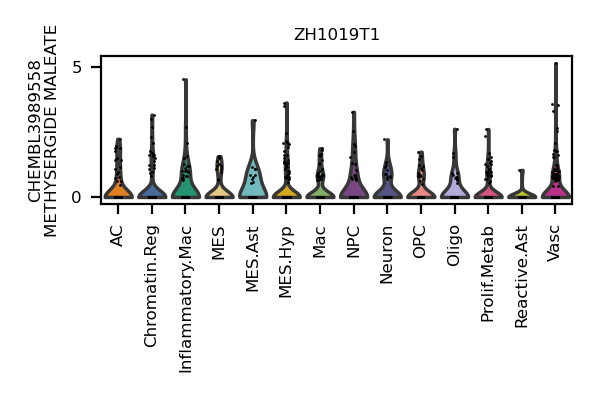 ZH1019T1
CHEMBL3989558
METHYSERGIDE MALEATE
5
0
AC
Chromatin.Reg
Inflammatory.Mac
MES
MES.Ast
MES.Hyp
Mac
NPC
Neuron
OPC
Oligo
Prolif.Metab
Reactive.Ast
Vasc